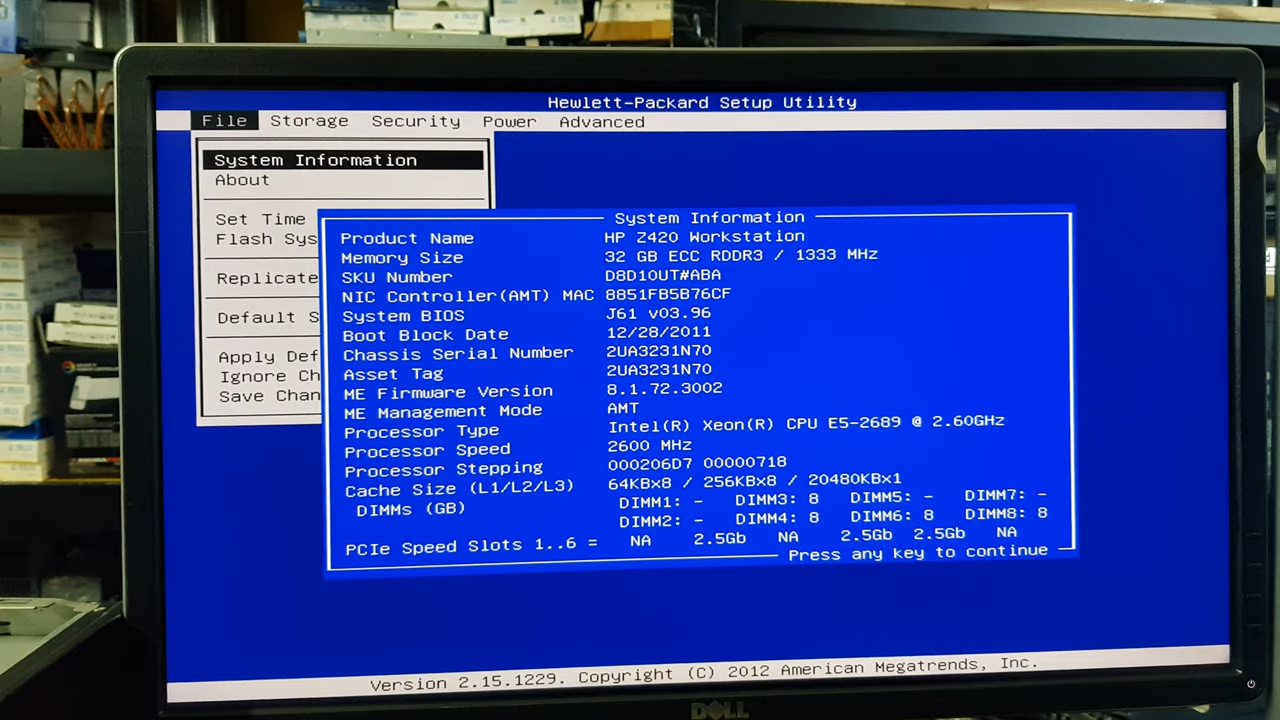 Hewlett-Packard Setup Utility
File Storage Security Power Advanced
System Information
About
Set Time
Flash Sys
Replicate
Default S
Apply Def
Ignore Ch
Save Chan
System Information
Product Name HP Z420 Workstation
Memory Size 32 GB ECC RDDR3 / 1333 MHz
SKU Number D8D10UT#ABA
NIC Controller(AMT) MAC 8851FB5B76CF
System BIOS J61 v03.96
Boot Block Date 12/28/2011
Chassis Serial Number 2UA3231N70
Asset Tag 2UA3231N70
ME Firmware Version 8.1.72.3002
ME Management Mode AMT
Processor Type Intel(R) Xeon(R) CPU E5-2689 @ 2.60GHz
Processor Speed 2600 MHz
Processor Stepping 000206D7 00000718
Cache Size (L1/L2/L3) 64KBx8 / 256KBx8 / 20480KBx1
DIMMs (GB) DIMM1: - DIMM3: 8 DIMM5: - DIMM7: -
DIMM2: - DIMM4: 8 DIMM6: 8 DIMM8: 8
PCIe Speed Slots 1..6 = NA 2.5Gb NA 2.5Gb 2.5Gb NA
Press any key to continue
Version 2.15.1229. Copyright (C) 2012 American Megatrends, Inc.
DELL